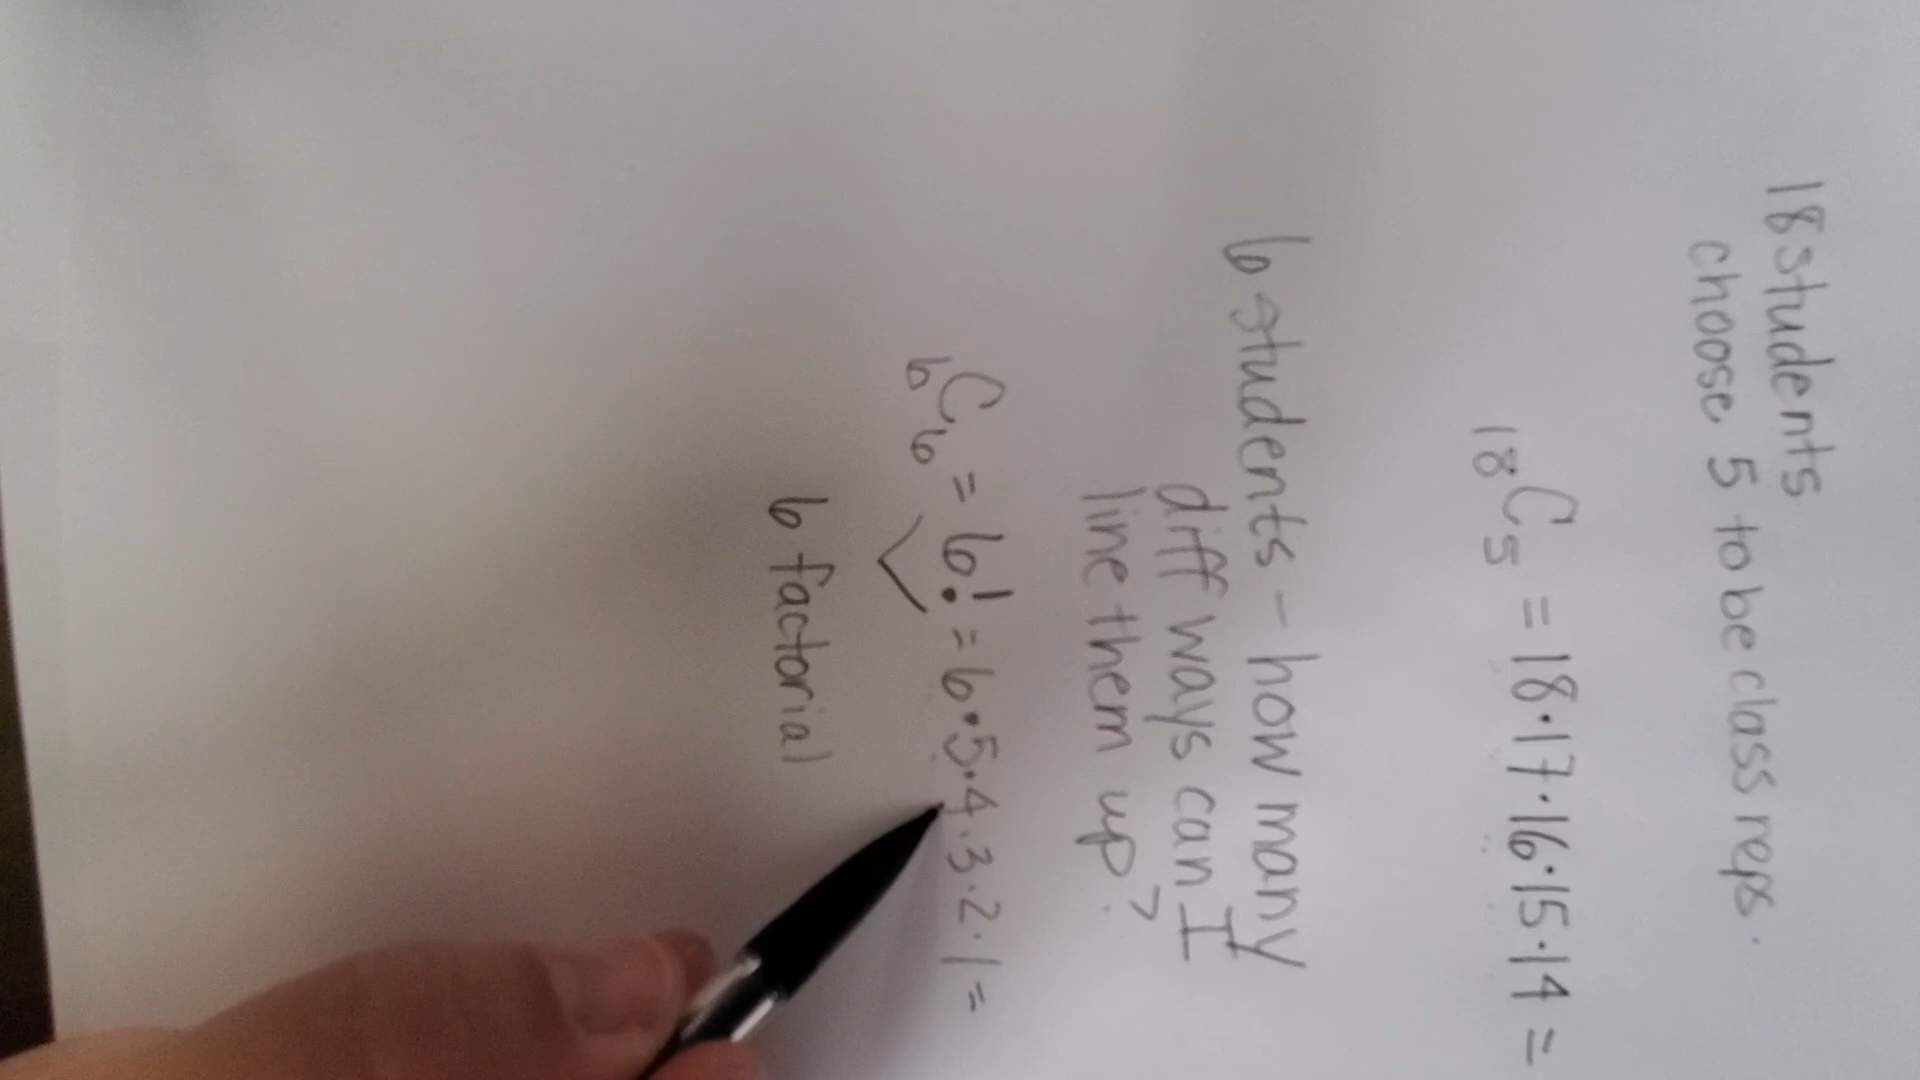 18 students
choose 5 to be class reps.
18C5 = 18·17·16·15·14 =
6 students - how many
diff ways can I
line them up?
6C6 = 6! = 6·5·4·3·2·1 =
6 factorial